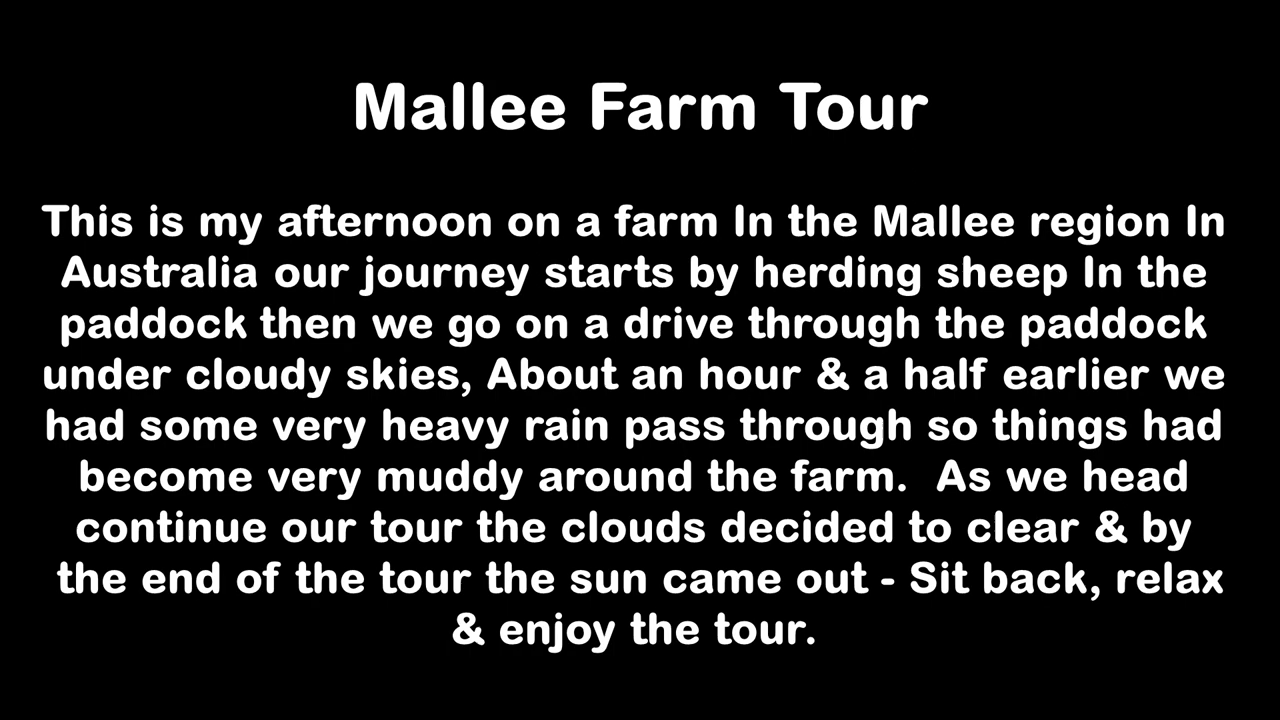 Mallee Farm Tour
This is my afternoon on a farm In the Mallee region In
Australia our journey starts by herding sheep In the
paddock then we go on a drive through the paddock
under cloudy skies, About an hour & a half earlier we
had some very heavy rain pass through so things had
become very muddy around the farm.  As we head
continue our tour the clouds decided to clear & by
the end of the tour the sun came out - Sit back, relax
& enjoy the tour.